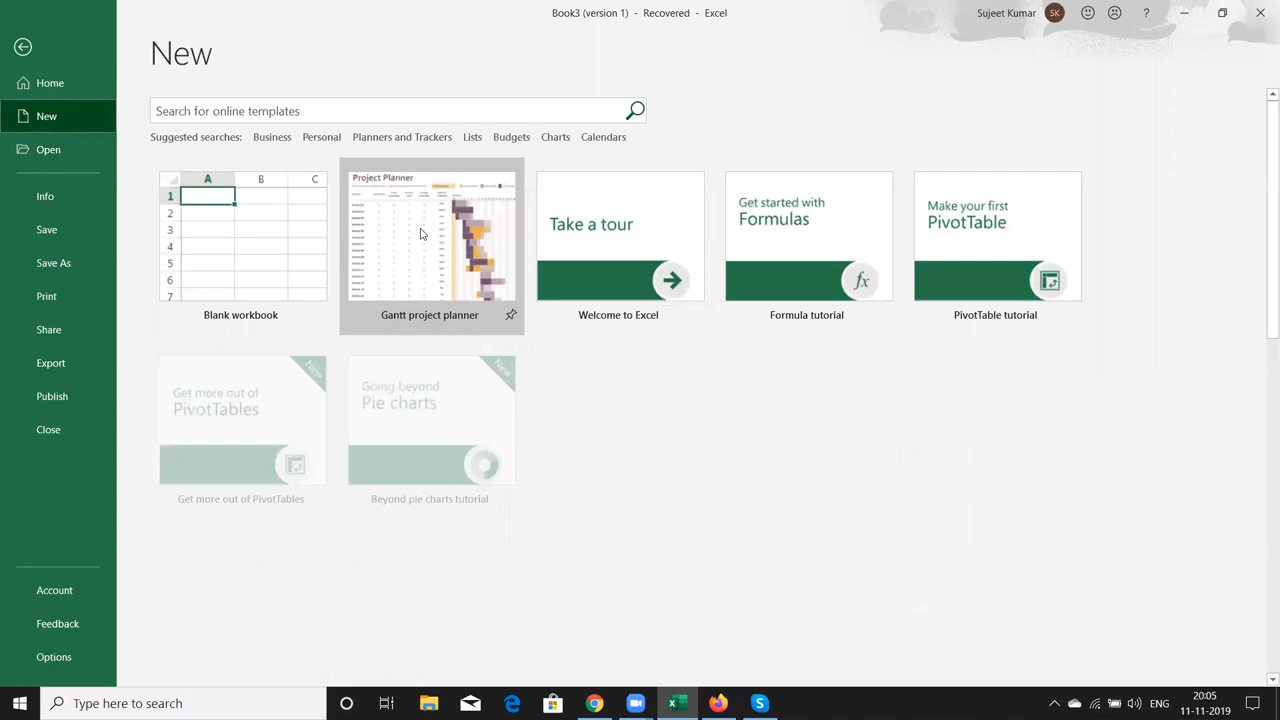 Book3 (version 1) - Recovered - Excel
Sujeet Kumar
SK
?
Home
New
Open
Info
Save
Save As
Print
Share
Export
Publish
Close
Account
Feedback
Options
New
Search for online templates
Suggested searches: Business Personal Planners and Trackers Lists Budgets Charts Calendars
A B C
1
2
3
4
5
6
7
Blank workbook
Project Planner
Gantt project planner
Take a tour
Welcome to Excel
Get started with
Formulas
fx
Formula tutorial
Make your first
PivotTable
PivotTable tutorial
New
Get more out of
PivotTables
Get more out of PivotTables
New
Going beyond
Pie charts
Beyond pie charts tutorial
Type here to search
ENG
20:05
11-11-2019